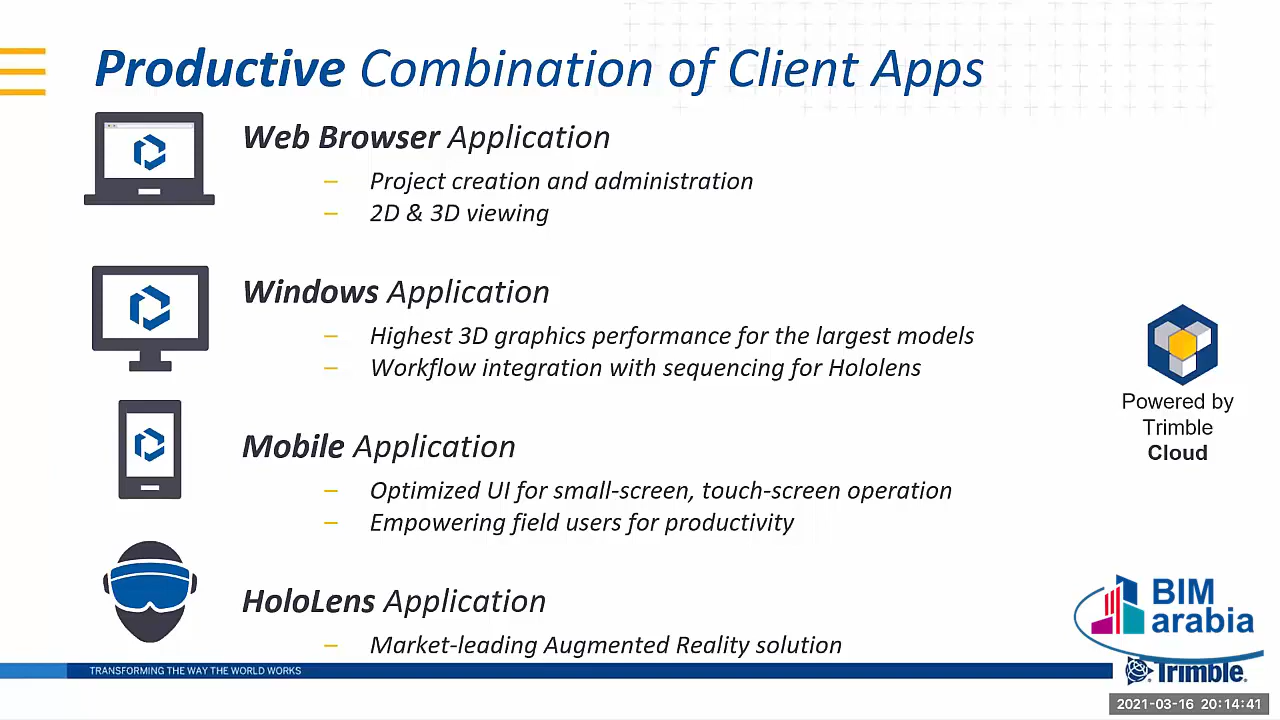 Productive Combination of Client Apps
Web Browser Application
– Project creation and administration
– 2D & 3D viewing
Windows Application
– Highest 3D graphics performance for the largest models
– Workflow integration with sequencing for Hololens
Mobile Application
– Optimized UI for small-screen, touch-screen operation
– Empowering field users for productivity
HoloLens Application
– Market-leading Augmented Reality solution
Powered by
Trimble
Cloud
BIM
arabia
TRANSFORMING THE WAY THE WORLD WORKS
Trimble
2021-03-16 20:14:41